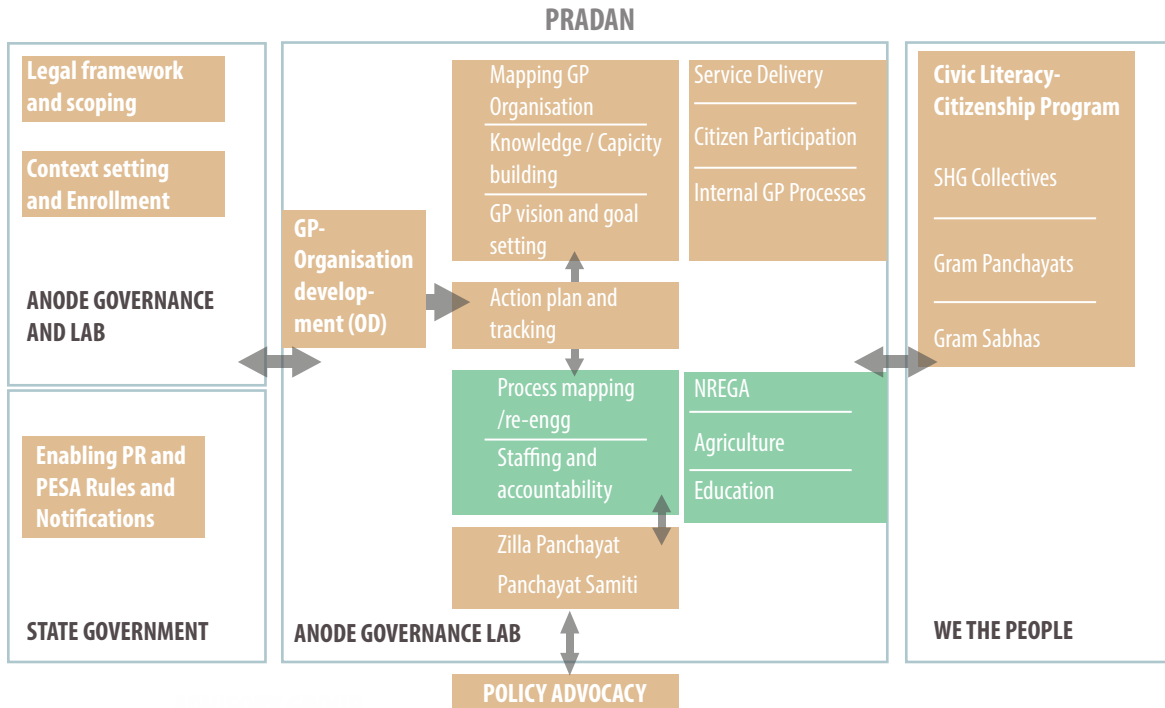 PRADAN
Legal framework
and scoping
Context setting
and Enrollment
ANODE GOVERNANCE
AND LAB
Enabling PR and
PESA Rules and
Notifications
STATE GOVERNMENT
GP-
Organisation
develop-
ment (OD)
Mapping GP
Organisation
Knowledge / Capicity
building
GP vision and goal
setting
Service Delivery
Citizen Participation
Internal GP Processes
Action plan and
tracking
Process mapping
/re-engg
Staffing and
accountability
NREGA
Agriculture
Education
Zilla Panchayat
Panchayat Samiti
ANODE GOVERNANCE LAB
POLICY ADVOCACY
Civic Literacy-
Citizenship Program
SHG Collectives
Gram Panchayats
Gram Sabhas
WE THE PEOPLE